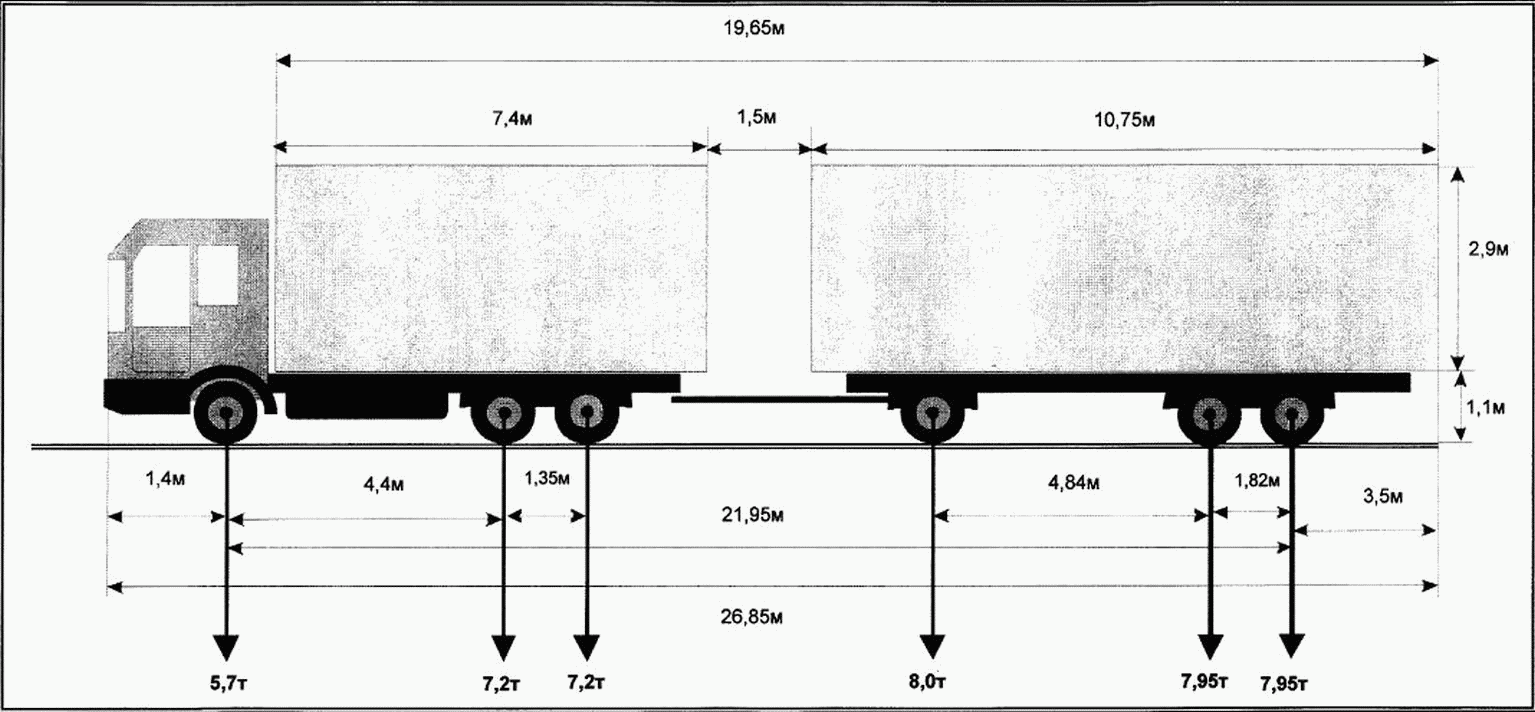 19,65м
7,4м
1,5м
10,75м
2,9м
1,1м
1,4м
4,4м
1,35м
21,95м
4,84м
1,82м
3,5м
26,85м
5,7т
7,2т
7,2т
8,0т
7,95т
7,95т